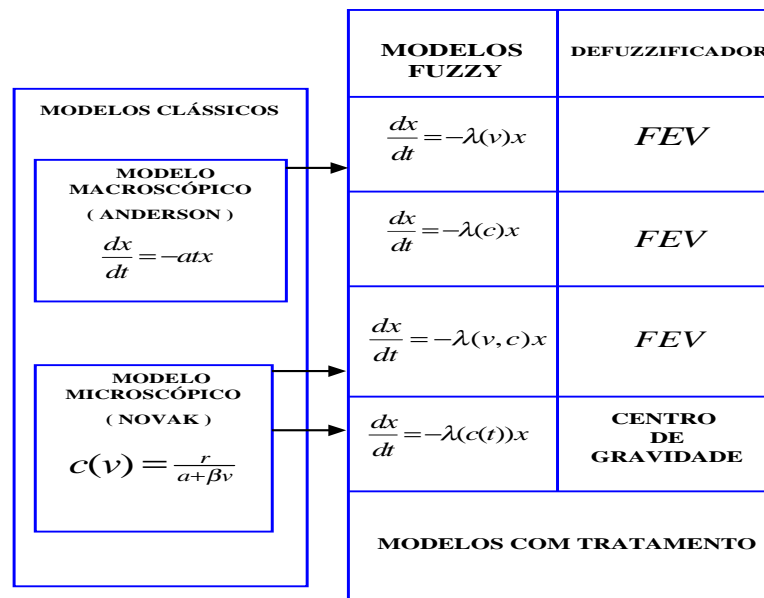 MODELOS CLÁSSICOS
MODELO
MACROSCÓPICO
( ANDERSON )
dx/dt = -atx
MODELO
MICROSCÓPICO
( NOVAK )
c(v) = r/(a+βv)
MODELOS
FUZZY
DEFUZZIFICADOR
dx/dt = -λ(v)x
FEV
dx/dt = -λ(c)x
FEV
dx/dt = -λ(v,c)x
FEV
dx/dt = -λ(c(t))x
CENTRO
DE
GRAVIDADE
MODELOS COM TRATAMENTO